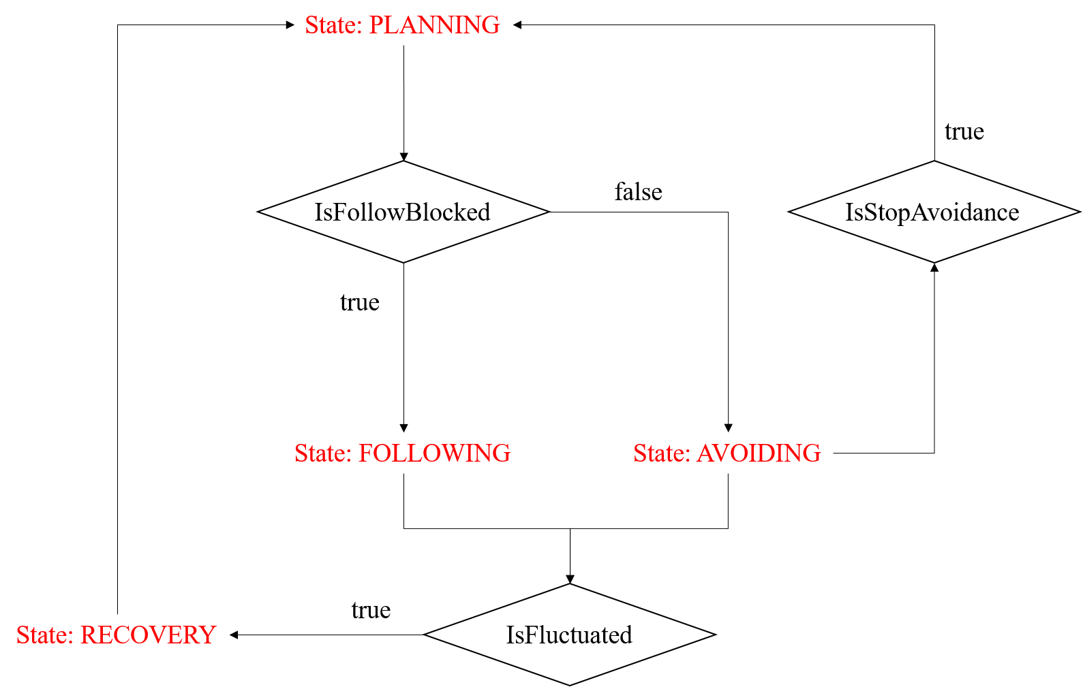 State: PLANNING
true
IsFollowBlocked
false
IsStopAvoidance
true
State: FOLLOWING
State: AVOIDING
true
State: RECOVERY
IsFluctuated